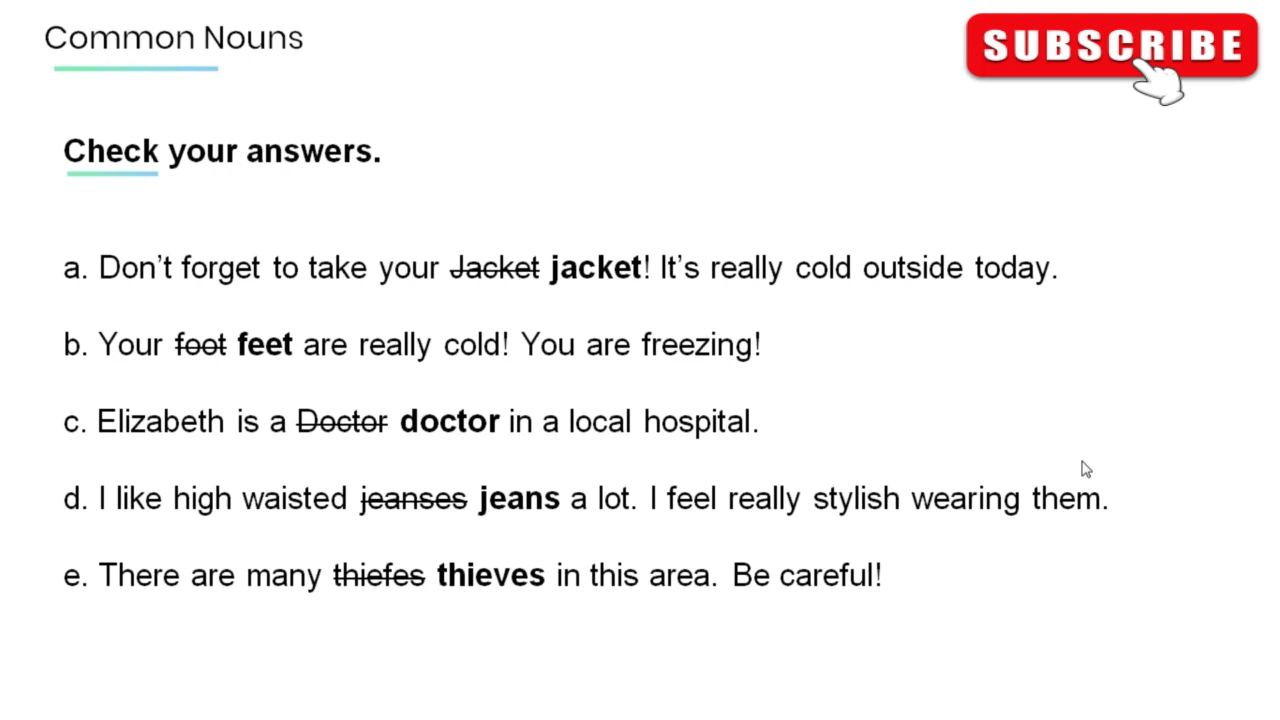 Common Nouns
SUBSCRIBE
Check your answers.
a. Don't forget to take your Jacket jacket! It's really cold outside today.
b. Your foot feet are really cold! You are freezing!
c. Elizabeth is a Doctor doctor in a local hospital.
d. I like high waisted jeanses jeans a lot. I feel really stylish wearing them.
e. There are many thiefes thieves in this area. Be careful!